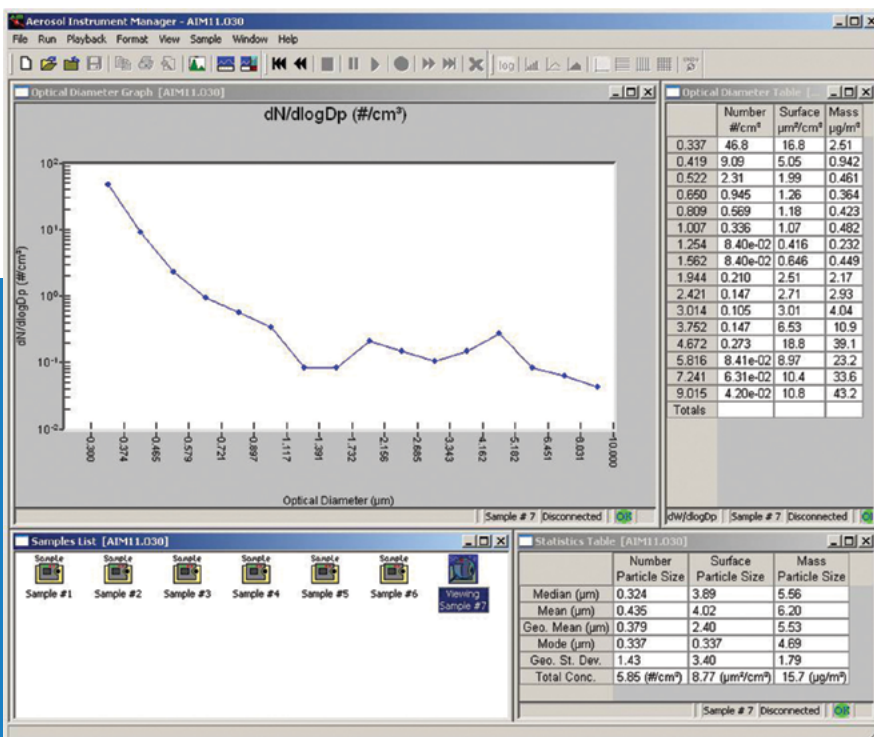 Aerosol Instrument Manager - AIM11.030
File Run Playback Format View Sample Window Help
log
Optical Diameter Graph [AIM11.030]
dN/dlogDp (#/cm³)
dN/dlogDp (#/cm³)
10²
10¹
10⁰
10⁻¹
10⁻²
0.300 0.374 0.465 0.579 0.721 0.897 1.117 1.391 1.732 2.156 2.685 3.343 4.162 5.182 6.451 8.031 10.000
Optical Diameter (µm)
Sample # 7 Disconnected OK
Optical Diameter Table [...
Number Surface Mass
#/cm³ µm²/cm³ µg/m³
0.337 46.8 16.8 2.51
0.419 9.09 5.05 0.942
0.522 2.31 1.99 0.461
0.650 0.945 1.26 0.364
0.809 0.569 1.18 0.423
1.007 0.336 1.07 0.482
1.254 8.40e-02 0.416 0.232
1.562 8.40e-02 0.646 0.449
1.944 0.210 2.51 2.17
2.421 0.147 2.71 2.93
3.014 0.105 3.01 4.04
3.752 0.147 6.53 10.9
4.672 0.273 18.8 39.1
5.816 8.41e-02 8.97 23.2
7.241 6.31e-02 10.4 33.6
9.015 4.20e-02 10.8 43.2
Totals
dW/dlogDp Sample # 7 Disconnected OK
Samples List [AIM11.030]
Sample Sample Sample Sample Sample Sample
Sample #1 Sample #2 Sample #3 Sample #4 Sample #5 Sample #6 Viewing
Sample #7
Statistics Table [AIM11.030]
Number Surface Mass
Particle Size Particle Size Particle Size
Median (µm) 0.324 3.89 5.56
Mean (µm) 0.435 4.02 6.20
Geo. Mean (µm) 0.379 2.40 5.53
Mode (µm) 0.337 0.337 4.69
Geo. St. Dev. 1.43 3.40 1.79
Total Conc. 5.85 (#/cm³) 8.77 (µm²/cm³) 15.7 (µg/m³)
Sample # 7 Disconnected OK